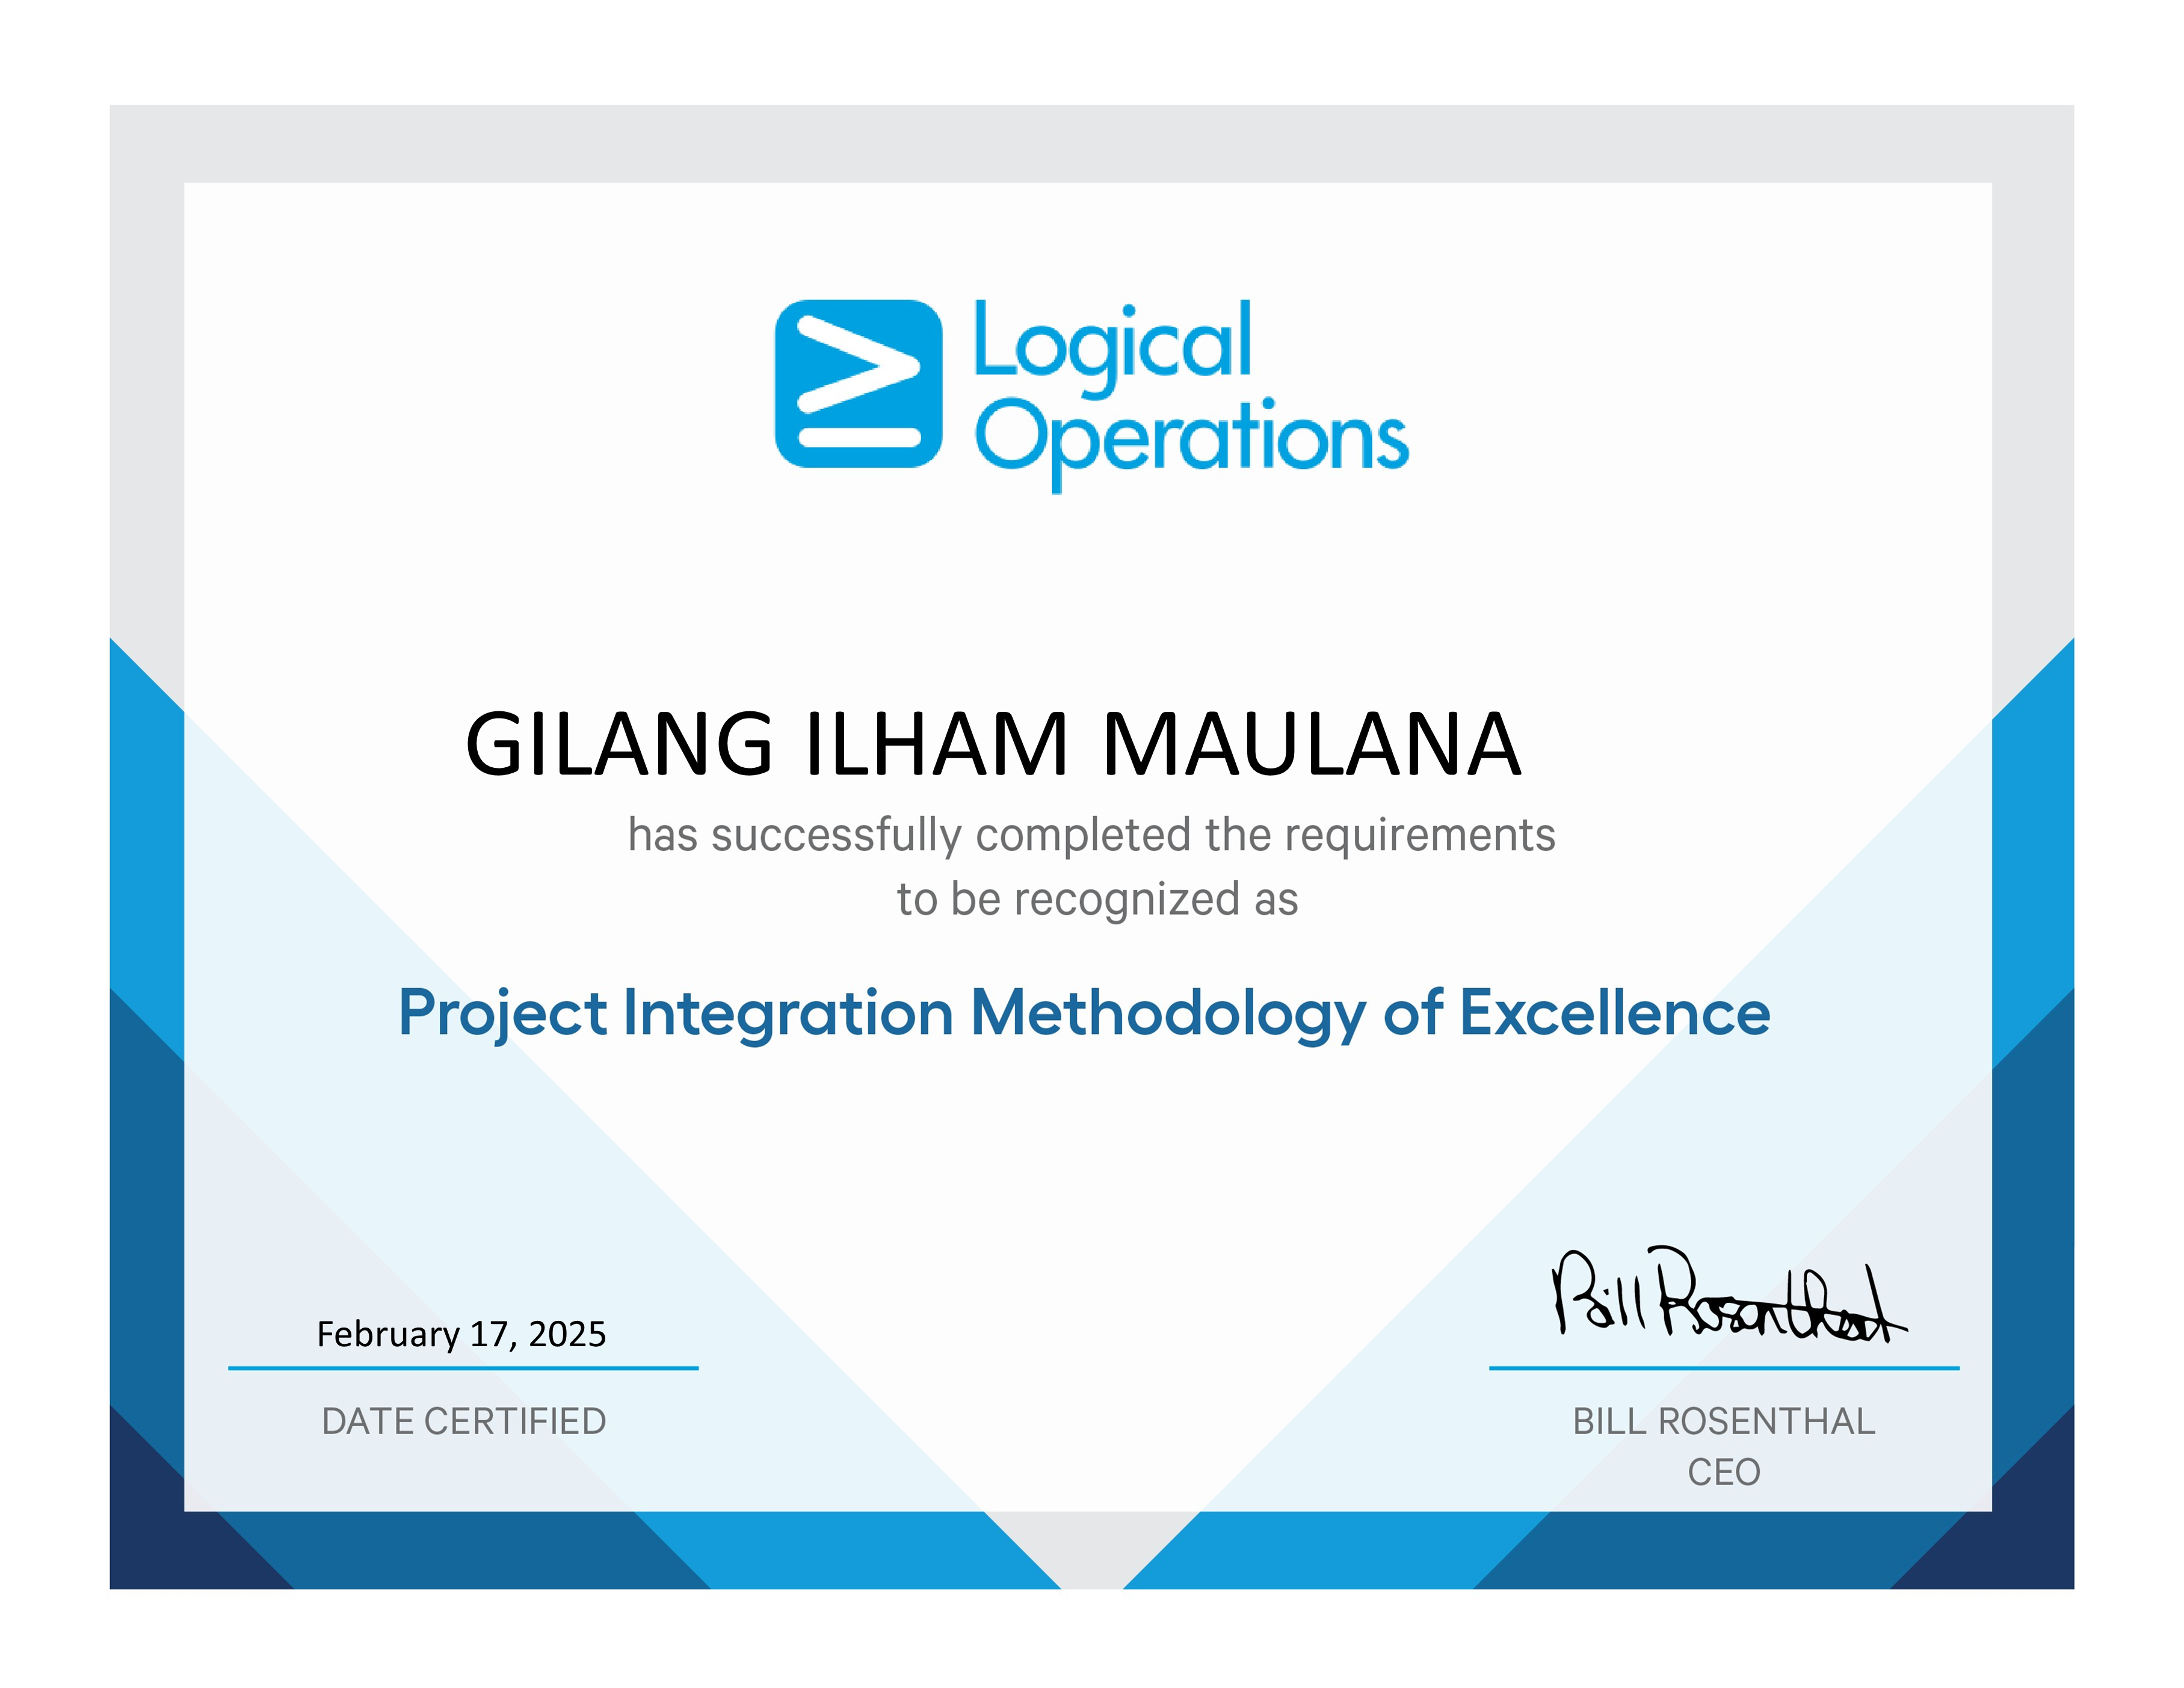 Logical
Operations
GILANG ILHAM MAULANA
has successfully completed the requirements
to be recognized as
Project Integration Methodology of Excellence
February 17, 2025
DATE CERTIFIED
Bill Rosenthal
BILL ROSENTHAL
CEO